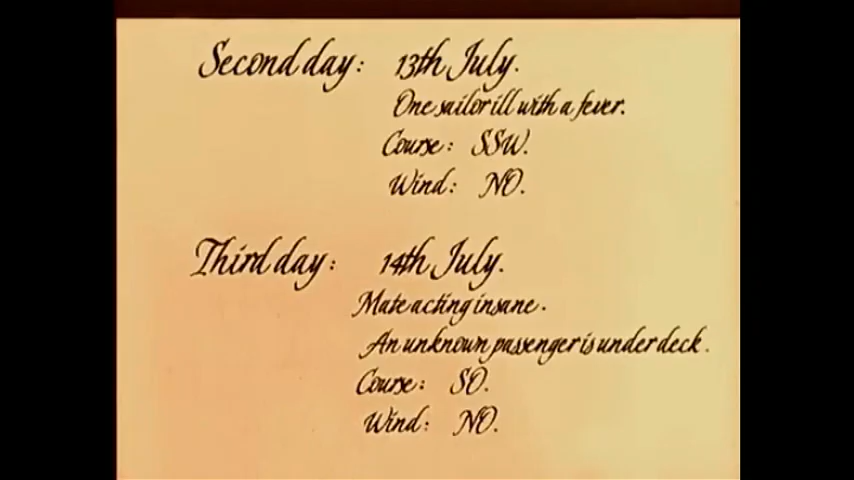 Second day: 13th July.
One sailor ill with a fever.
Course: SSW.
Wind: NO.
Third day: 14th July.
Mate acting insane.
An unknown passenger is under deck.
Course: SO.
Wind: NO.